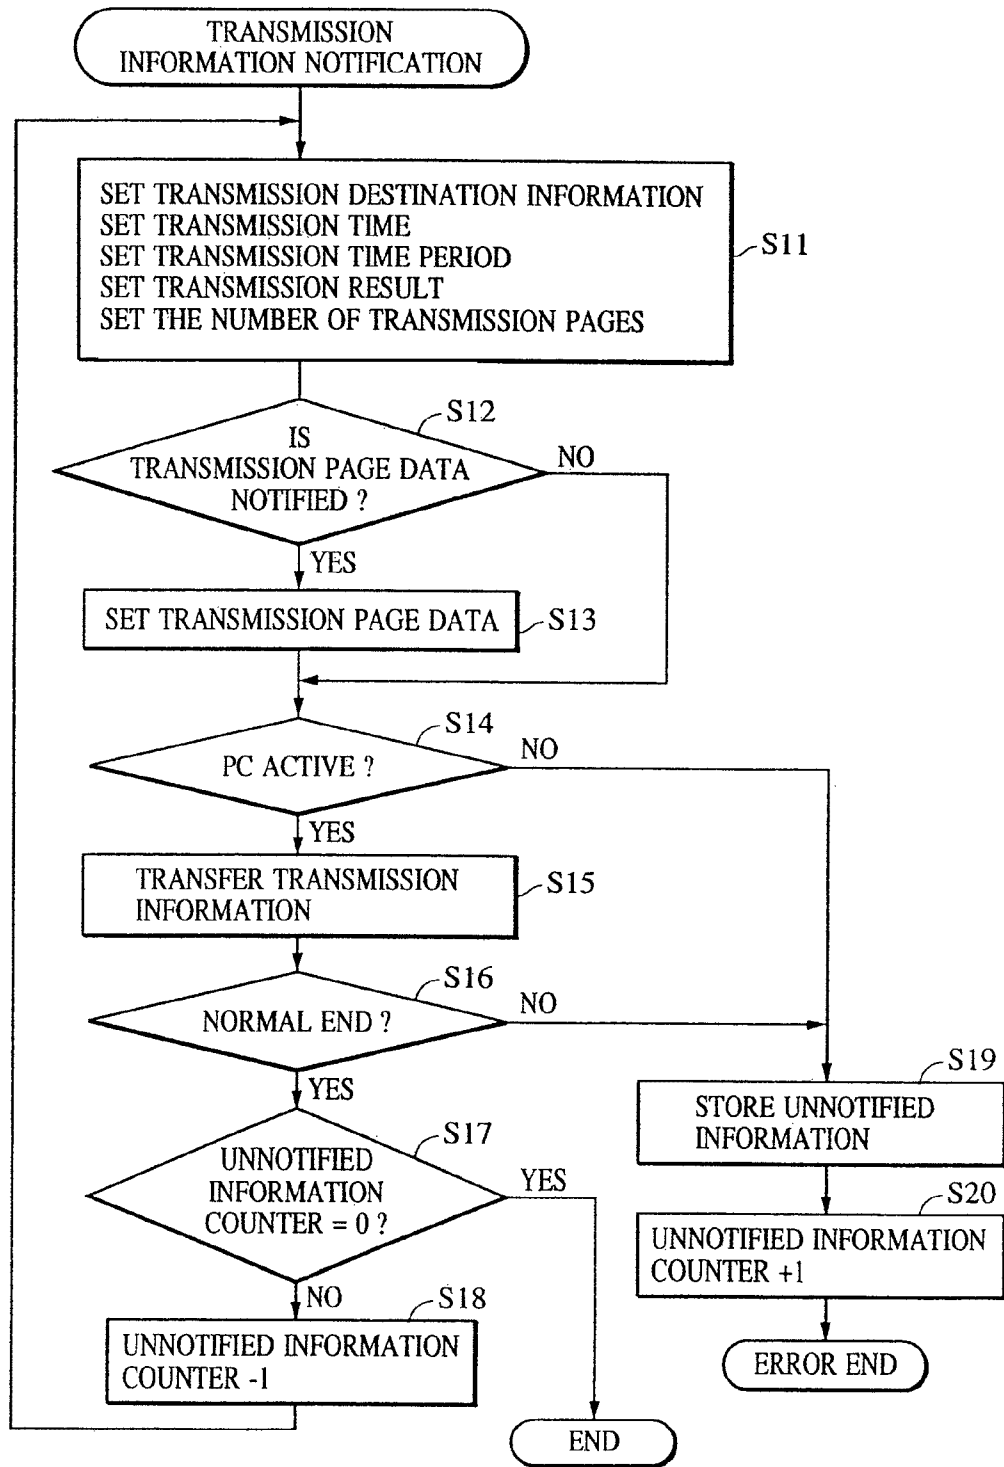 TRANSMISSION
INFORMATION NOTIFICATION
SET TRANSMISSION DESTINATION INFORMATION
SET TRANSMISSION TIME
SET TRANSMISSION TIME PERIOD
SET TRANSMISSION RESULT
SET THE NUMBER OF TRANSMISSION PAGES
S11
S12
IS
TRANSMISSION PAGE DATA
NOTIFIED ?
NO
YES
SET TRANSMISSION PAGE DATA
S13
S14
PC ACTIVE ?
NO
YES
TRANSFER TRANSMISSION
INFORMATION
S15
S16
NORMAL END ?
NO
YES
S17
UNNOTIFIED
INFORMATION
COUNTER = 0 ?
YES
NO
S18
UNNOTIFIED INFORMATION
COUNTER -1
END
S19
STORE UNNOTIFIED
INFORMATION
S20
UNNOTIFIED INFORMATION
COUNTER +1
ERROR END